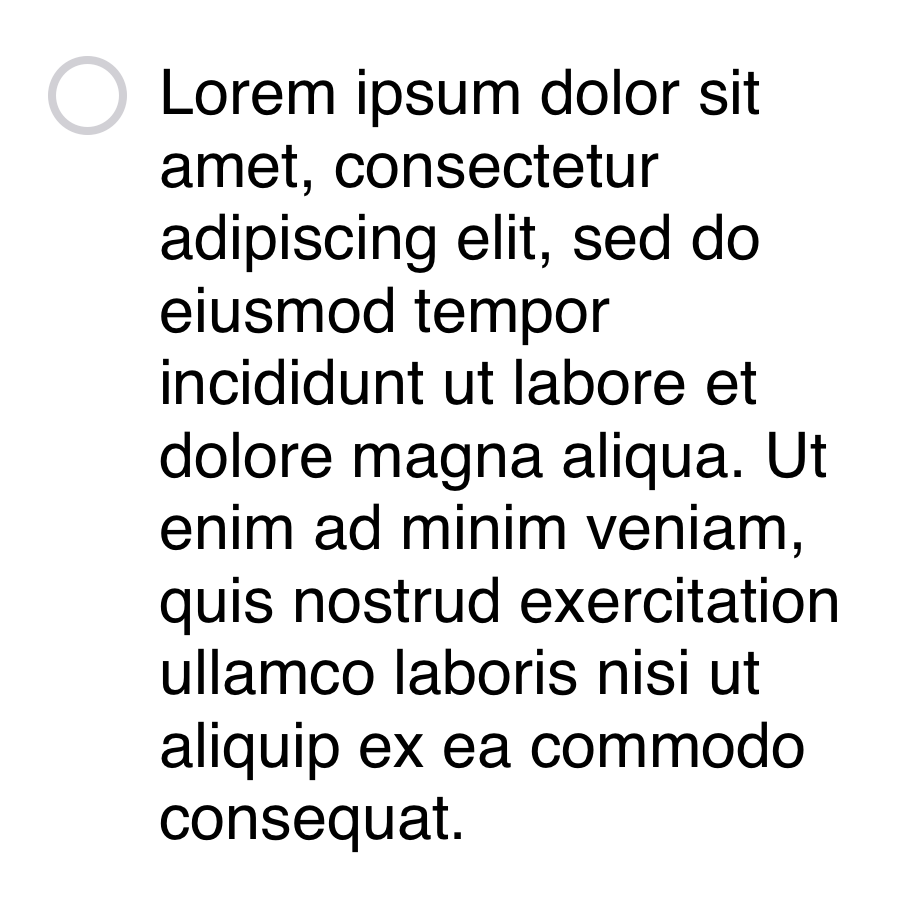 Lorem ipsum dolor sit
amet, consectetur
adipiscing elit, sed do
eiusmod tempor
incididunt ut labore et
dolore magna aliqua. Ut
enim ad minim veniam,
quis nostrud exercitation
ullamco laboris nisi ut
aliquip ex ea commodo
consequat.